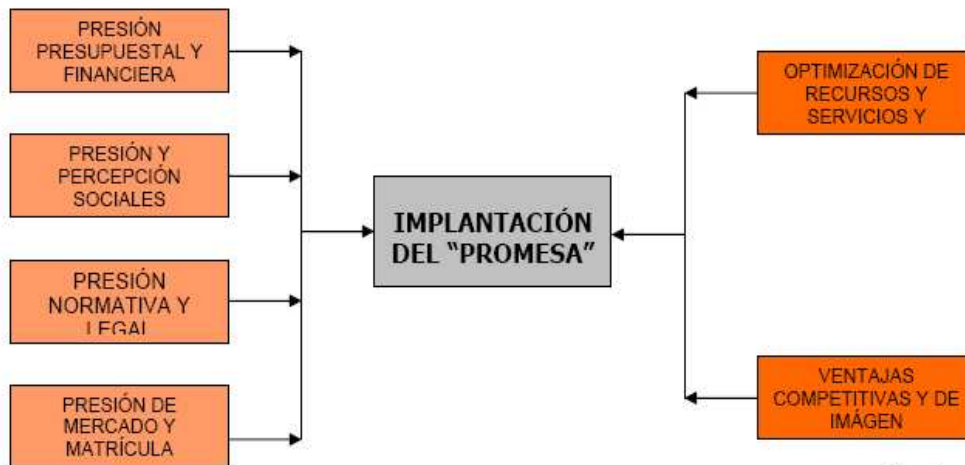 PRESIÓN
PRESUPUESTAL Y
FINANCIERA
PRESIÓN Y
PERCEPCIÓN
SOCIALES
PRESIÓN
NORMATIVA Y
LEGAL
PRESIÓN DE
MERCADO Y
MATRÍCULA
IMPLANTACIÓN
DEL “PROMESA”
OPTIMIZACIÓN DE
RECURSOS Y
SERVICIOS Y
VENTAJAS
COMPETITIVAS Y DE
IMÁGEN